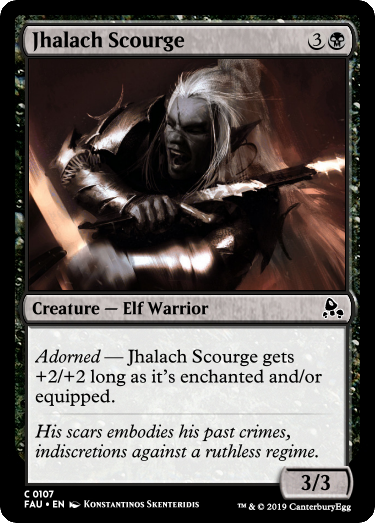 Jhalach Scourge 3
Creature — Elf Warrior
Adorned — Jhalach Scourge gets
+2/+2 long as it's enchanted and/or
equipped.
His scars embodies his past crimes,
indiscretions against a ruthless regime.
3/3
C 0107
FAU • EN KONSTANTINOS SKENTERIDIS
™ & © 2019 CanterburyEgg